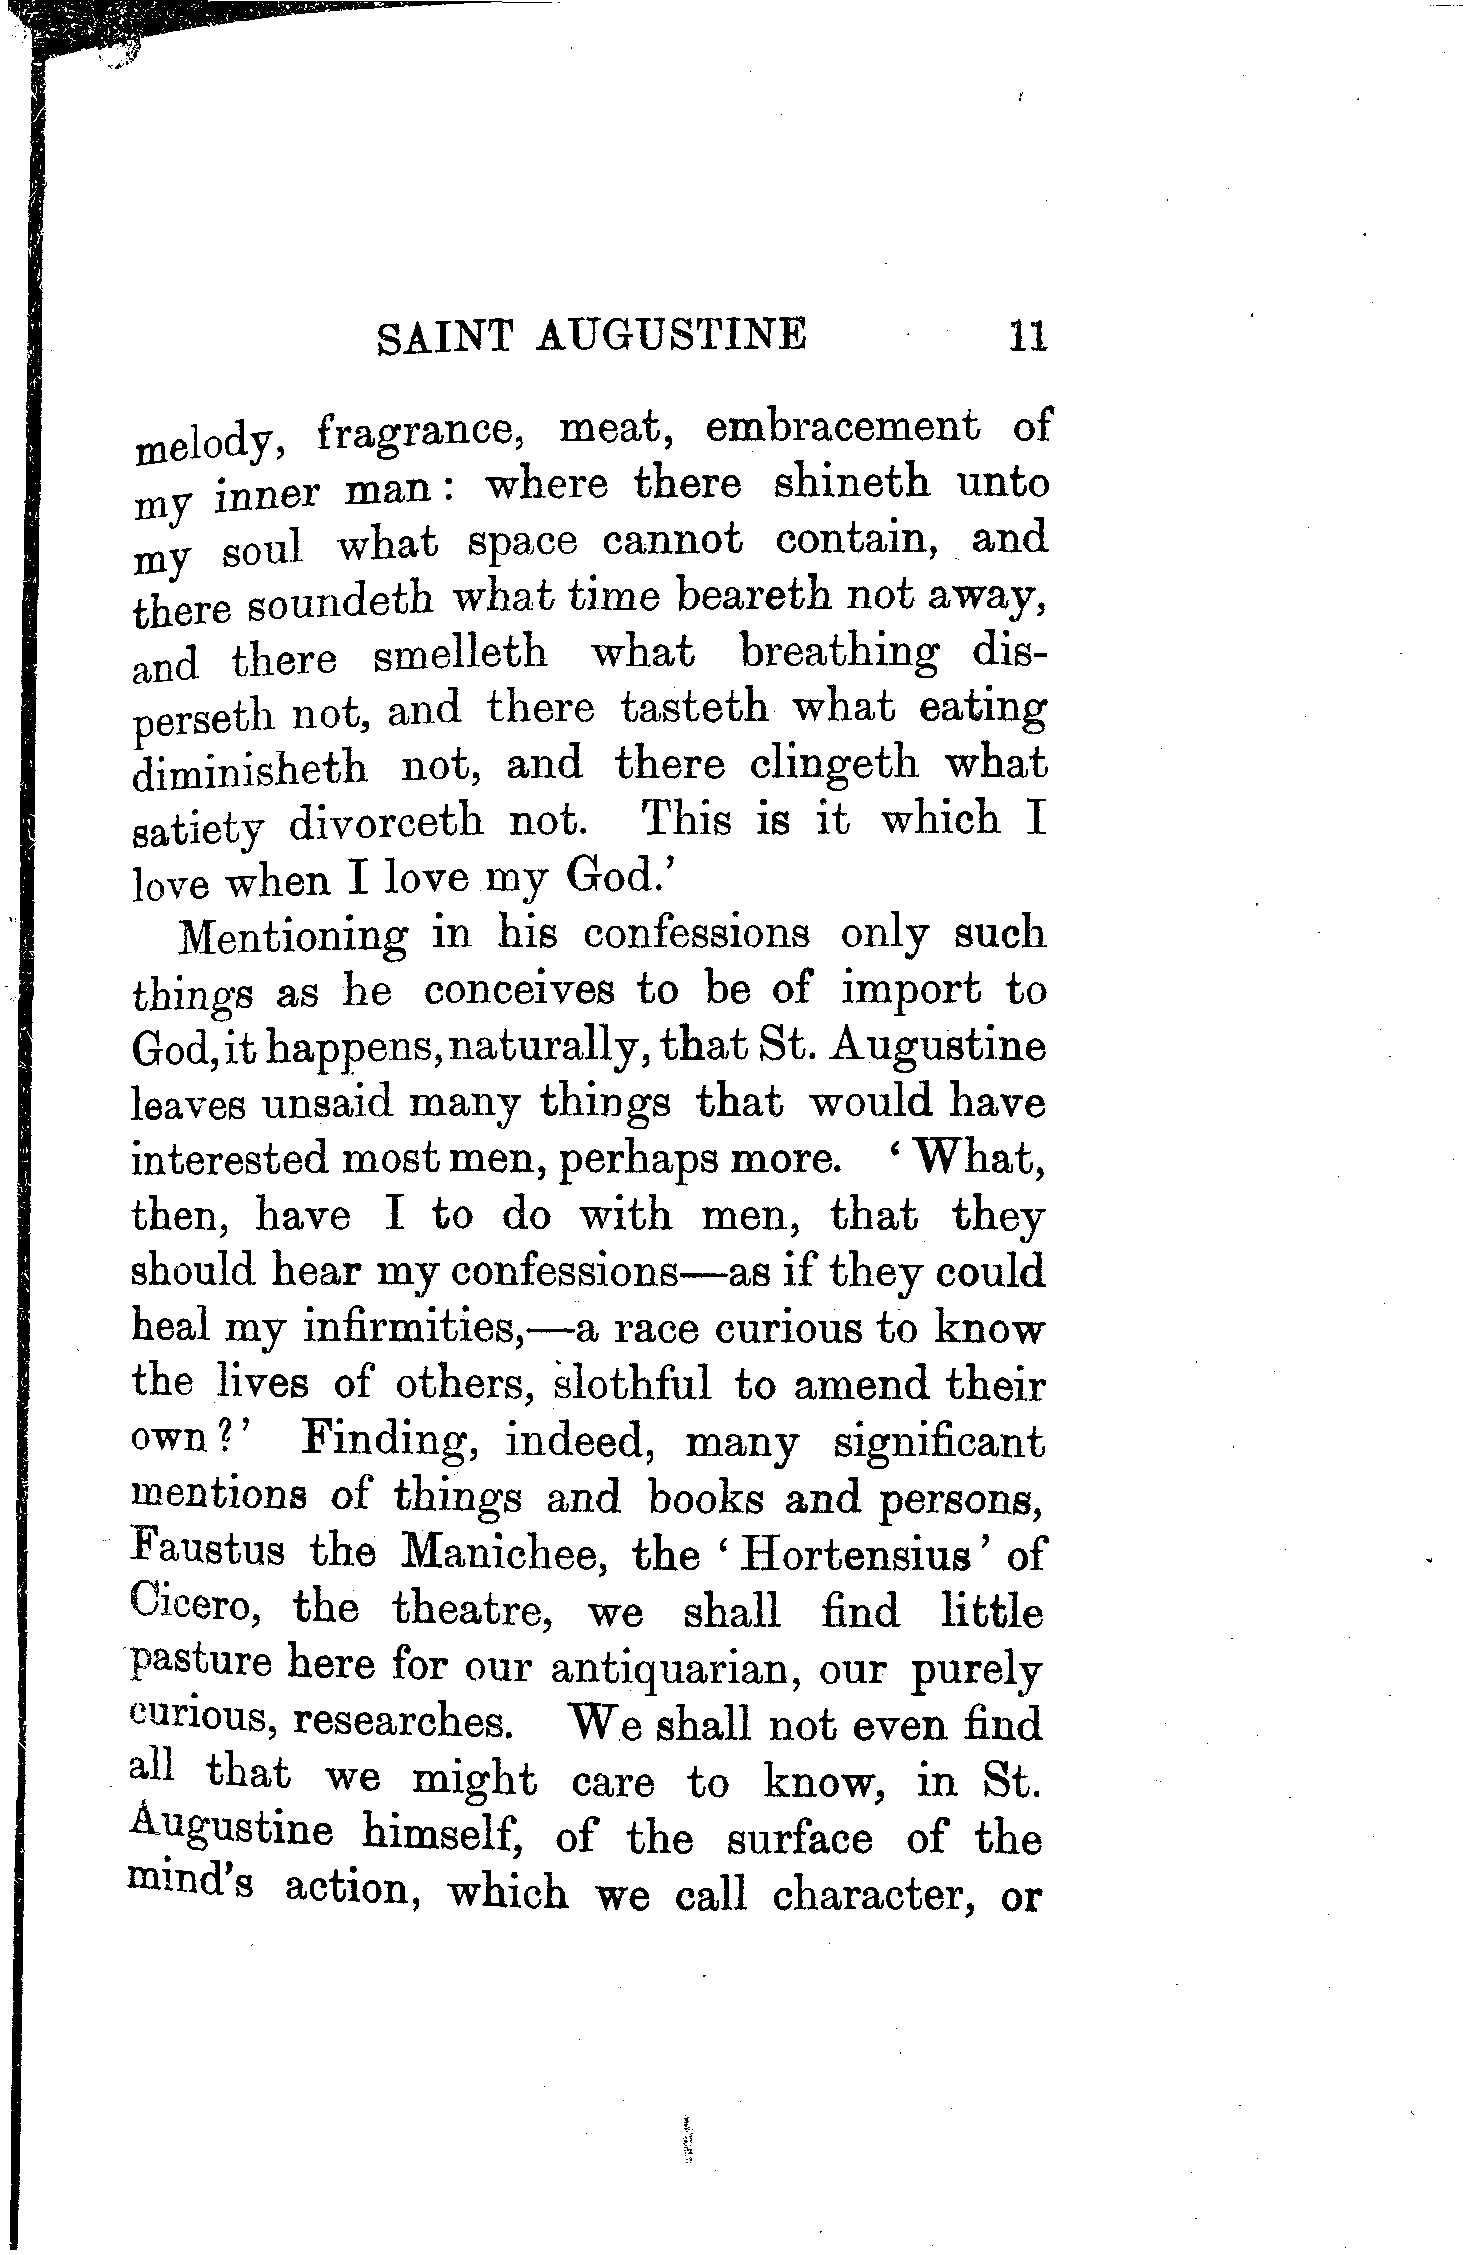 SAINT AUGUSTINE 11
melody, fragrance, meat, embracement of
my inner man: where there shineth unto
my soul what space cannot contain, and
there soundeth what time beareth not away,
and there smelleth what breathing dis-
perseth not, and there tasteth what eating
diminisheth not, and there clingeth what
satiety divorceth not. This is it which I
love when I love my God.’
Mentioning in his confessions only such
things as he conceives to be of import to
God, it happens, naturally, that St. Augustine
leaves unsaid many things that would have
interested most men, perhaps more. ‘What,
then, have I to do with men, that they
should hear my confessions—as if they could
heal my infirmities,—a race curious to know
the lives of others, slothful to amend their
own?’ Finding, indeed, many significant
mentions of things and books and persons,
Faustus the Manichee, the ‘Hortensius’ of
Cicero, the theatre, we shall find little
pasture here for our antiquarian, our purely
curious, researches. We shall not even find
all that we might care to know, in St.
Augustine himself, of the surface of the
mind's action, which we call character, or